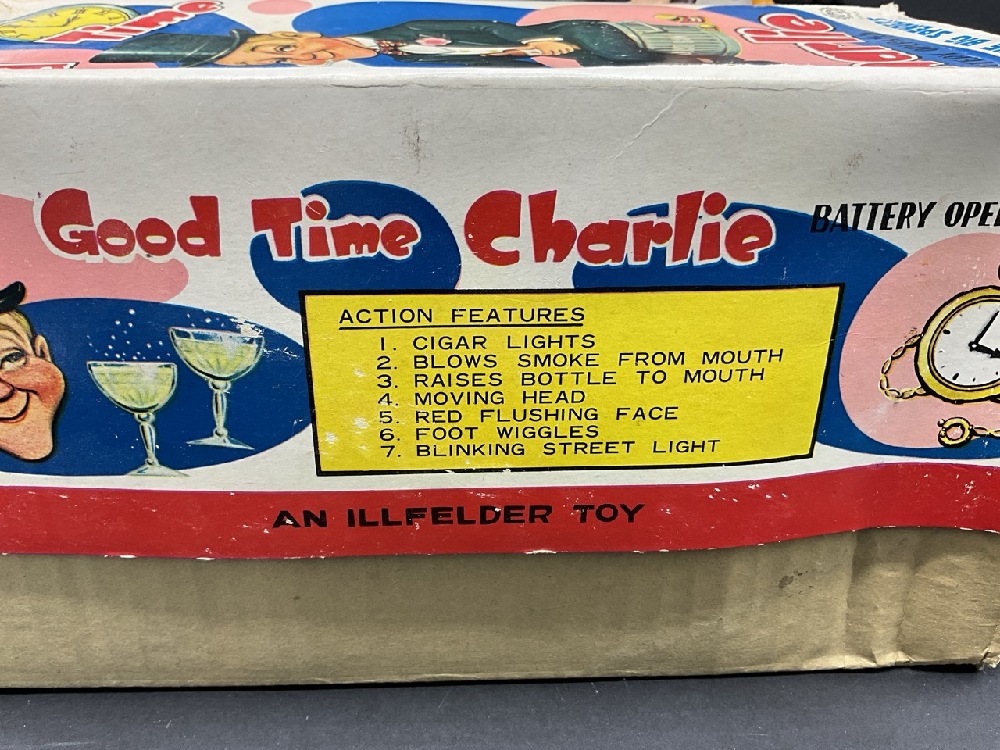 Time
Good Time Charlie
BATTERY OPE
ACTION FEATURES
1. CIGAR LIGHTS
2. BLOWS SMOKE FROM MOUTH
3. RAISES BOTTLE TO MOUTH
4. MOVING HEAD
5. RED FLUSHING FACE
6. FOOT WIGGLES
7. BLINKING STREET LIGHT
AN ILLFELDER TOY